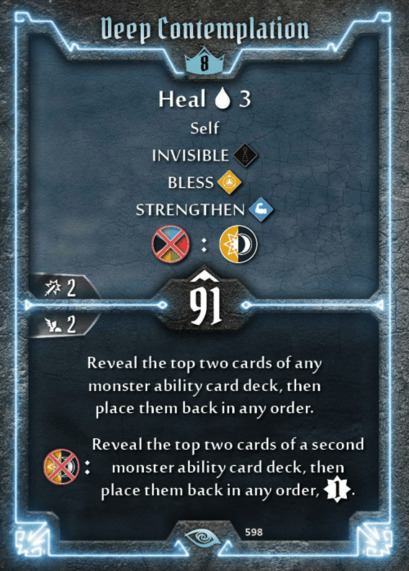 Deep Contemplation
8
Heal 3
Self
INVISIBLE
BLESS
STRENGTHEN
:
2
91
2
Reveal the top two cards of any
monster ability card deck, then
place them back in any order.
Reveal the top two cards of a second
: monster ability card deck, then
place them back in any order, 1.
598